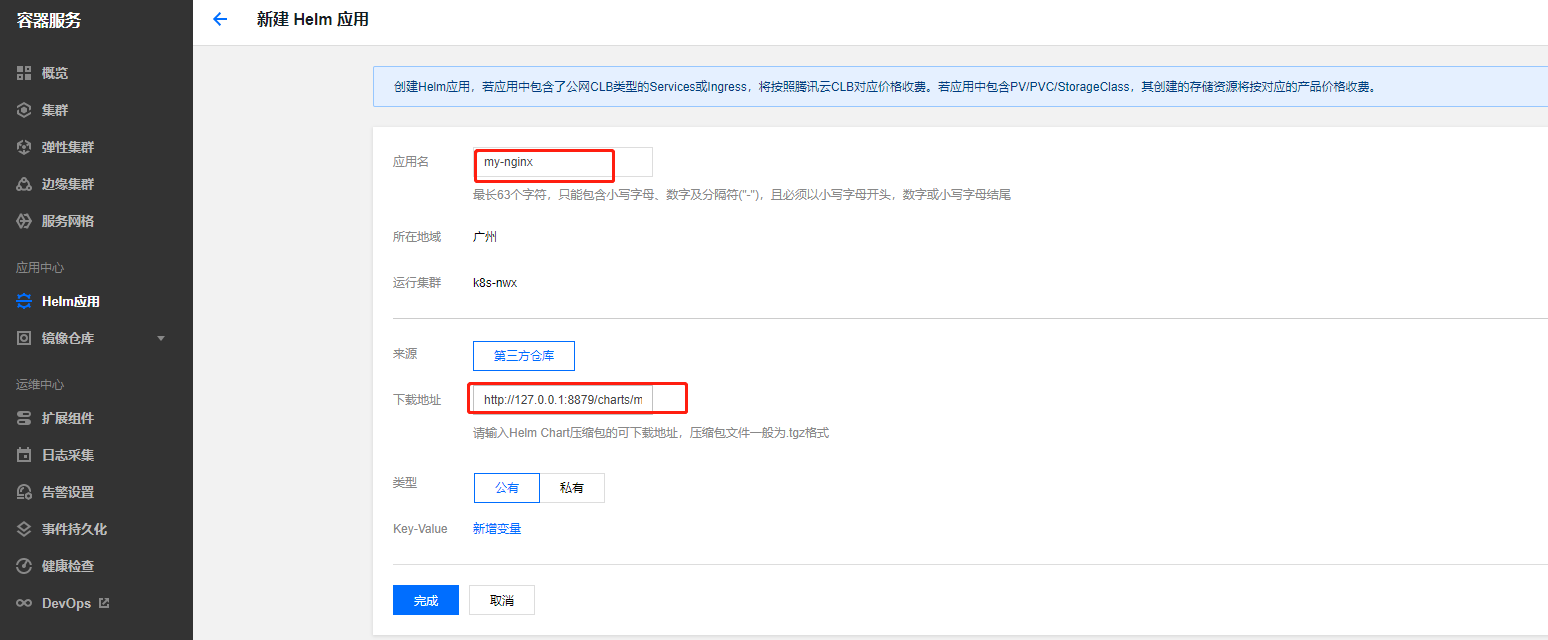 容器服务
概览
集群
弹性集群
边缘集群
服务网格
应用中心
Helm应用
镜像仓库
运维中心
扩展组件
日志采集
告警设置
事件持久化
健康检查
DevOps
新建 Helm 应用
创建Helm应用，若应用中包含了公网CLB类型的Services或Ingress，将按照腾讯云CLB对应价格收费。若应用中包含PV/PVC/StorageClass，其创建的存储资源将按对应的产品价格收费。
应用名 my-nginx
最长63个字符，只能包含小写字母、数字及分隔符("-")，且必须以小写字母开头，数字或小写字母结尾
所在地域 广州
运行集群 k8s-nwx
来源 第三方仓库
下载地址 http://127.0.0.1:8879/charts/m
请输入Helm Chart压缩包的可下载地址，压缩包文件一般为.tgz格式
类型 公有 私有
Key-Value 新增变量
完成 取消